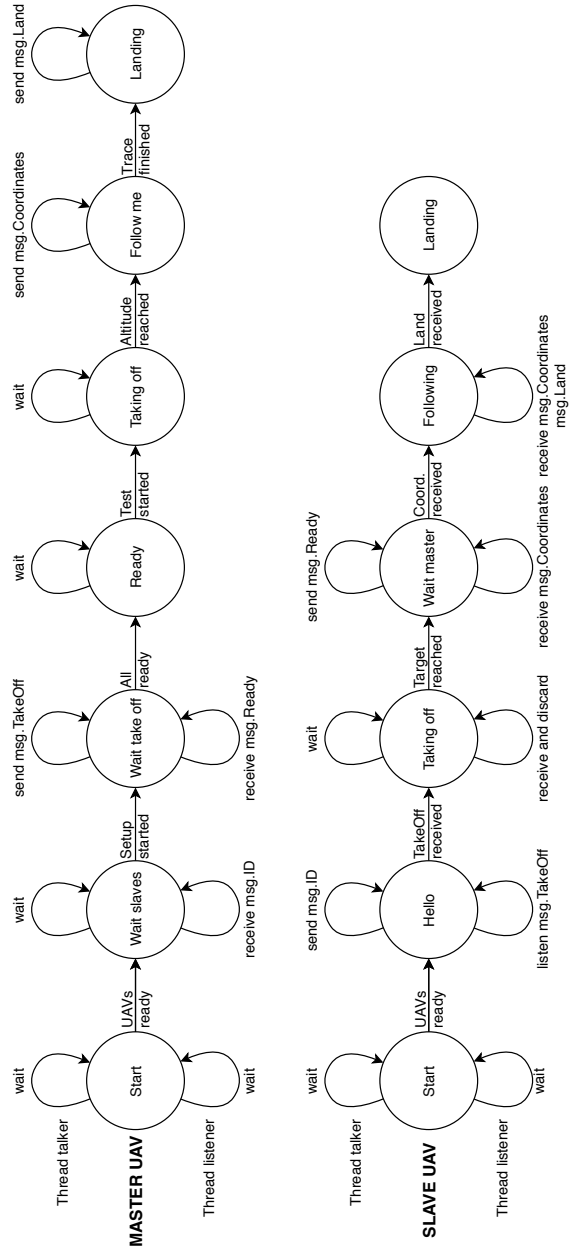 Thread talker
MASTER UAV
Thread listener
wait
Start
wait
UAVs
ready
wait
Wait slaves
receive msg.ID
Setup
started
send msg.TakeOff
Wait take off
receive msg.Ready
All
ready
wait
Ready
Test
started
wait
Taking off
Altitude
reached
send msg.Coordinates
Follow me
Trace
finished
send msg.Land
Landing
Thread talker
SLAVE UAV
Thread listener
wait
Start
wait
UAVs
ready
send msg.ID
Hello
listen msg.TakeOff
TakeOff
received
wait
Taking off
receive and discard
Target
reached
send msg.Ready
Wait master
receive msg.Coordinates
Coord.
received
Following
receive msg.Coordinates
msg.Land
Land
received
Landing